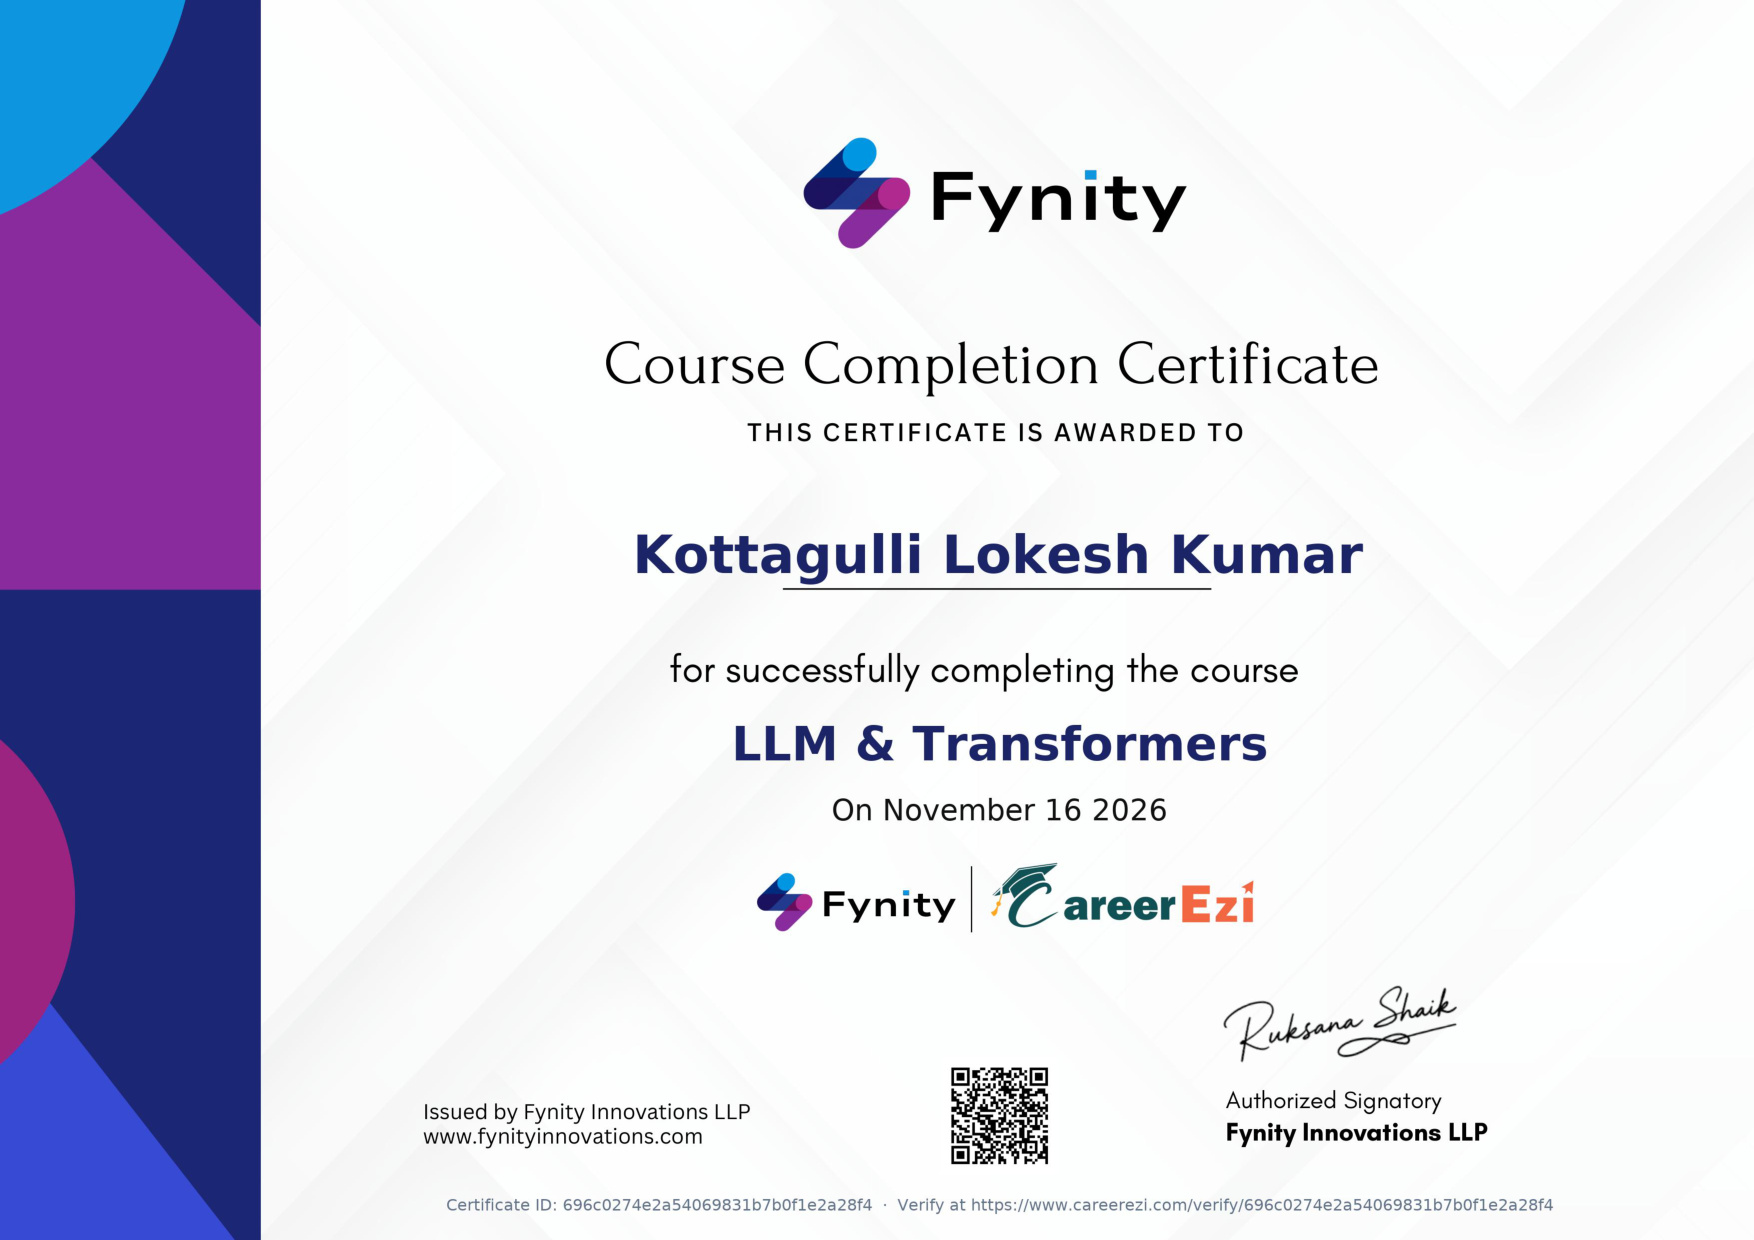 Fynity
Course Completion Certificate
THIS CERTIFICATE IS AWARDED TO
Kottagulli Lokesh Kumar
for successfully completing the course
LLM & Transformers
On November 16 2026
Fynity
CareerEzi
Ruksana Shaik
Issued by Fynity Innovations LLP
www.fynityinnovations.com
Authorized Signatory
Fynity Innovations LLP
Certificate ID: 696c0274e2a54069831b7b0f1e2a28f4 · Verify at https://www.careerezi.com/verify/696c0274e2a54069831b7b0f1e2a28f4